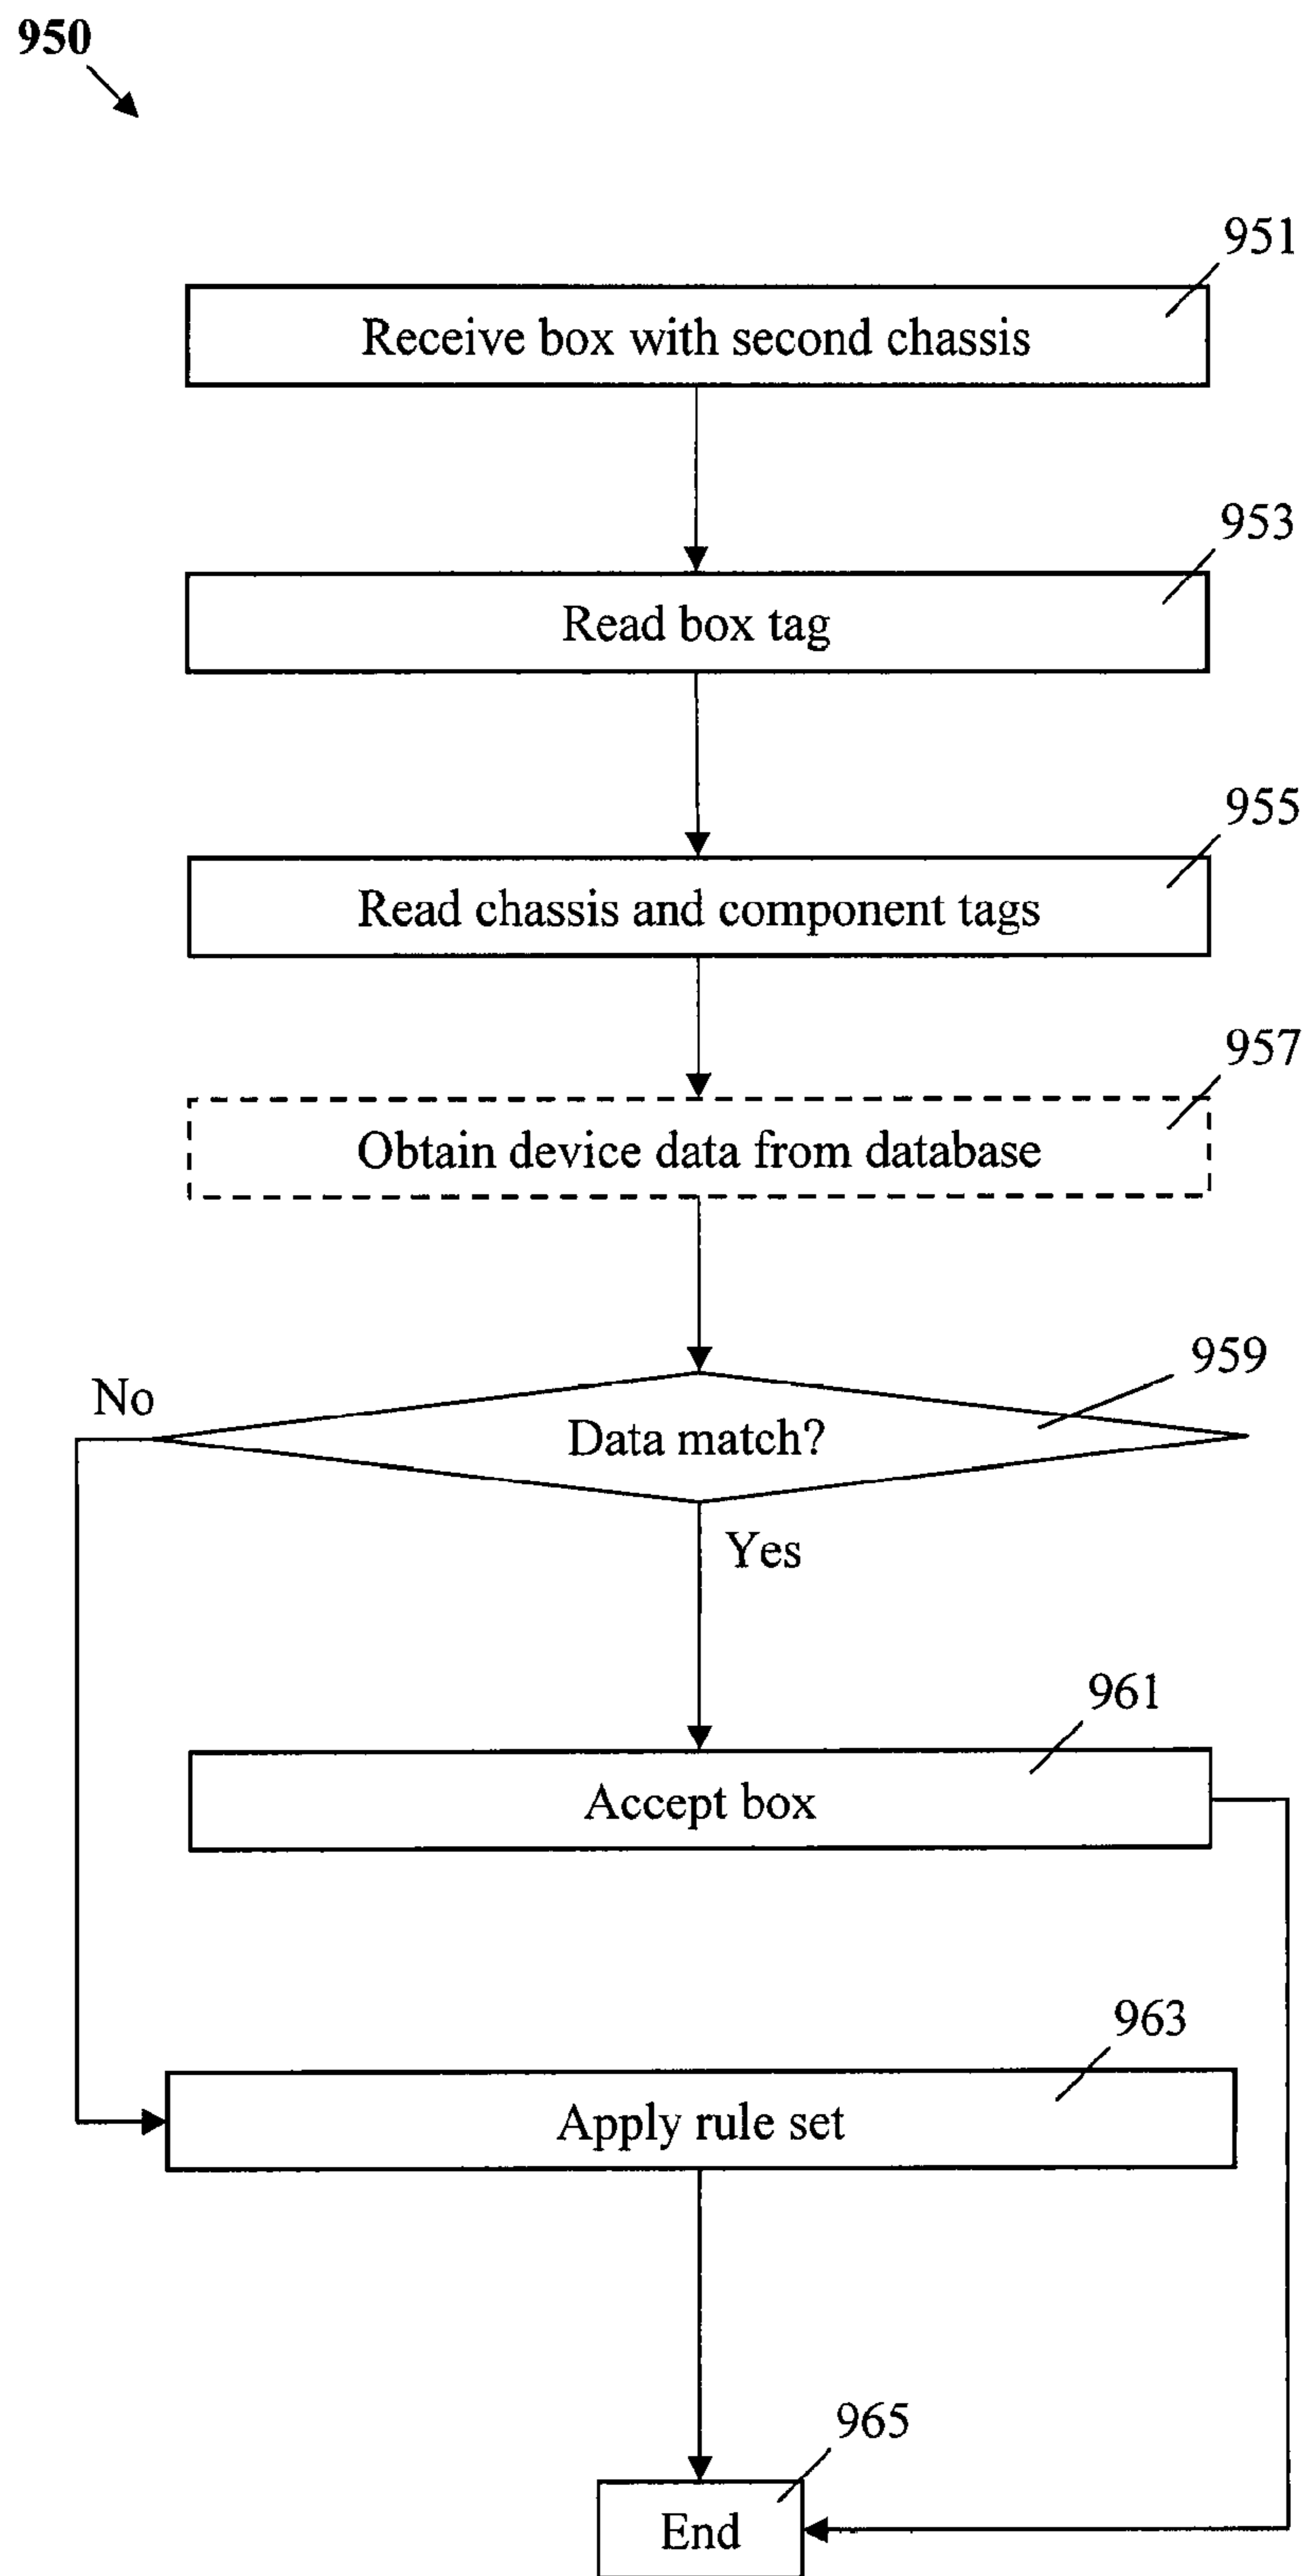 950
951
Receive box with second chassis
953
Read box tag
955
Read chassis and component tags
957
Obtain device data from database
959
No
Data match?
Yes
961
Accept box
963
Apply rule set
965
End